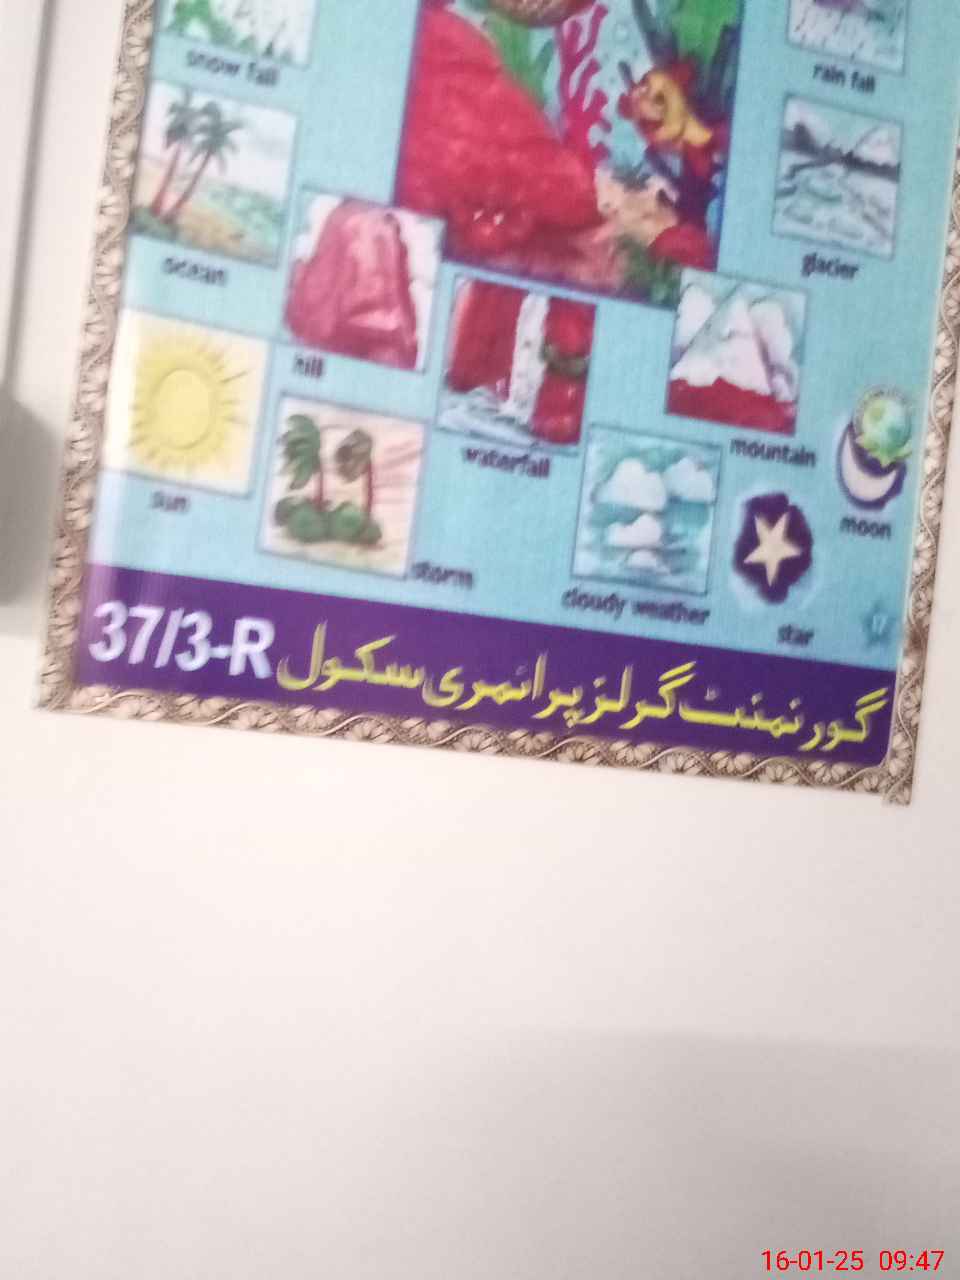 snow fall
rain fall
ocean
glacier
hill
waterfall
mountain
sun
storm
cloudy weather
star
moon
17
گورنمنٹ گرلز پرائمری سکول 37/3-R
16-01-25 09:47